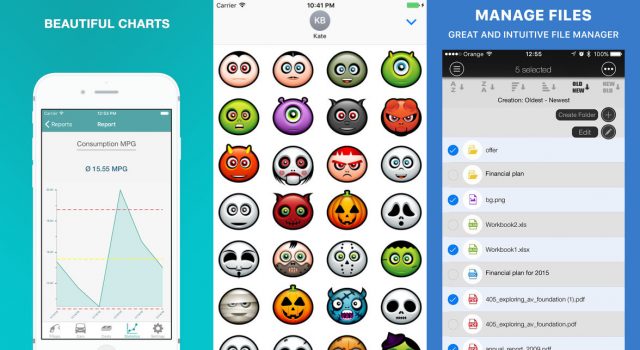 BEAUTIFUL CHARTS
Carrier
12:53 PM
Reports
Report
Consumption MPG
Ø 15.55 MPG
Settings
Carrier
10:41 PM
KB
Kate
MANAGE FILES
GREAT AND INTUITIVE FILE MANAGER
Orange
12:55
5 selected
A
Z
Z
A
OLD
NEW
NEW
OLD
Creation: Oldest - Newest
Create Folder
Edit
offer
Financial plan
bg.png
Workbook2.xls
Workbook1.xlsx
Financial plan for 2015
405_exploring_av_foundation (1).pdf
405_exploring_av_foundation.pdf
annual_report_2009.pdf